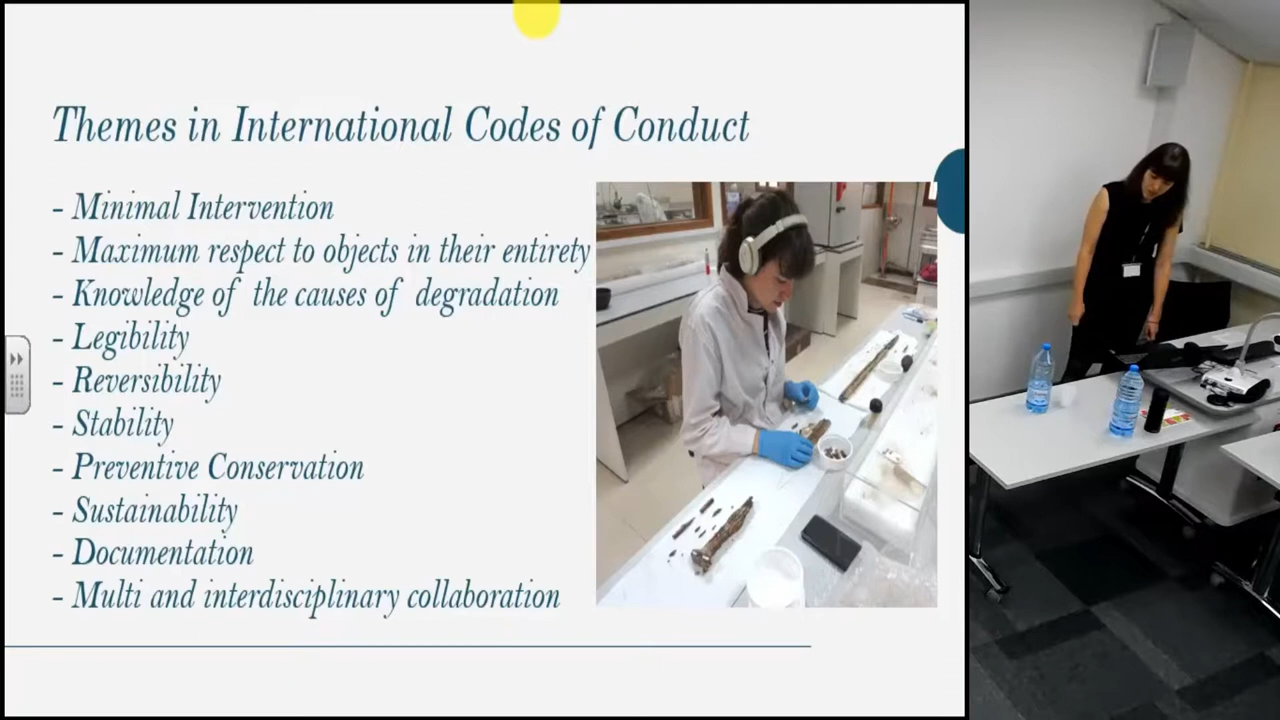 Themes in International Codes of Conduct
- Minimal Intervention
- Maximum respect to objects in their entirety
- Knowledge of the causes of degradation
- Legibility
- Reversibility
- Stability
- Preventive Conservation
- Sustainability
- Documentation
- Multi and interdisciplinary collaboration